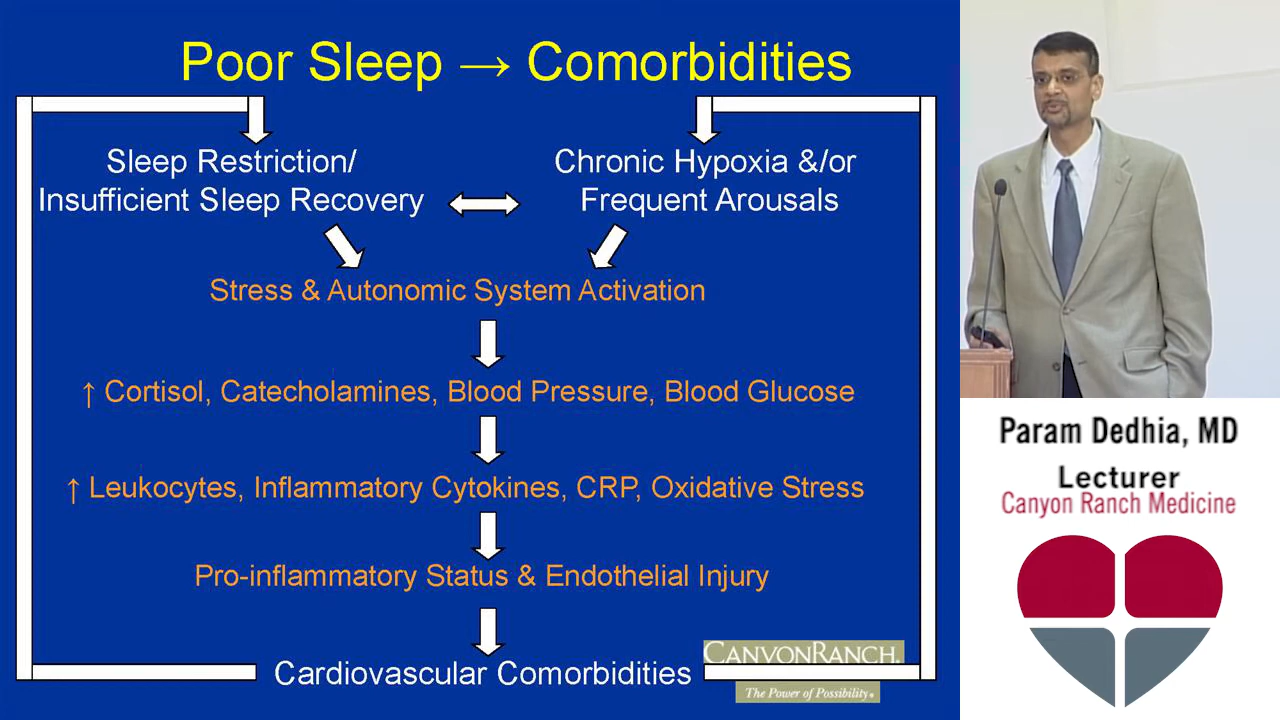 Poor Sleep → Comorbidities
Sleep Restriction/
Insufficient Sleep Recovery
Chronic Hypoxia &/or
Frequent Arousals
Stress & Autonomic System Activation
↑ Cortisol, Catecholamines, Blood Pressure, Blood Glucose
↑ Leukocytes, Inflammatory Cytokines, CRP, Oxidative Stress
Pro-inflammatory Status & Endothelial Injury
Cardiovascular Comorbidities
CANYONRANCH.
The Power of Possibility.
Param Dedhia, MD
Lecturer
Canyon Ranch Medicine